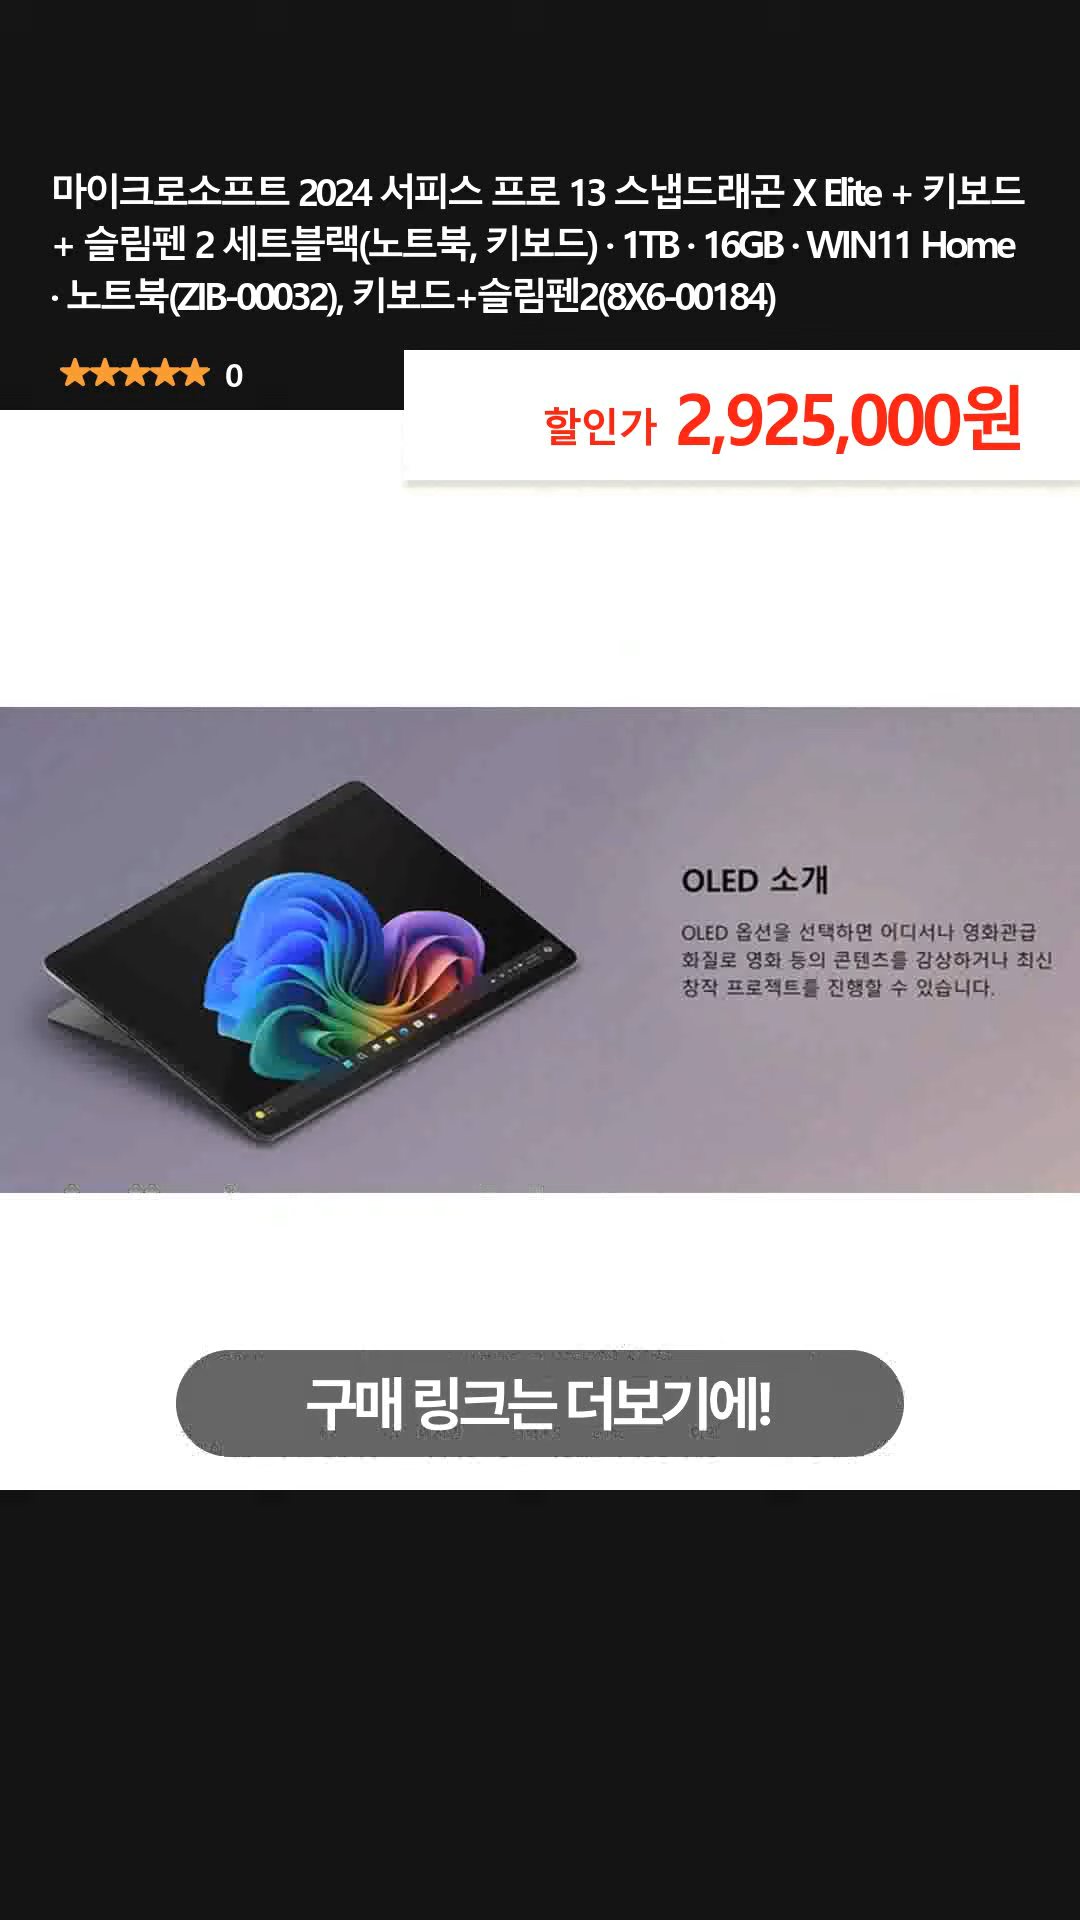 마이크로소프트 2024 서피스 프로 13 스냅드래곤 X Elite + 키보드
+ 슬림펜 2 세트블랙(노트북, 키보드) · 1TB · 16GB · WIN11 Home
· 노트북(ZIB-00032), 키보드+슬림펜2(8X6-00184)
0
할인가 2,925,000원
OLED 소개
OLED 옵션을 선택하면 어디서나 영화관급
화질로 영화 등의 콘텐츠를 감상하거나 최신
창작 프로젝트를 진행할 수 있습니다.
구매 링크는 더보기에!